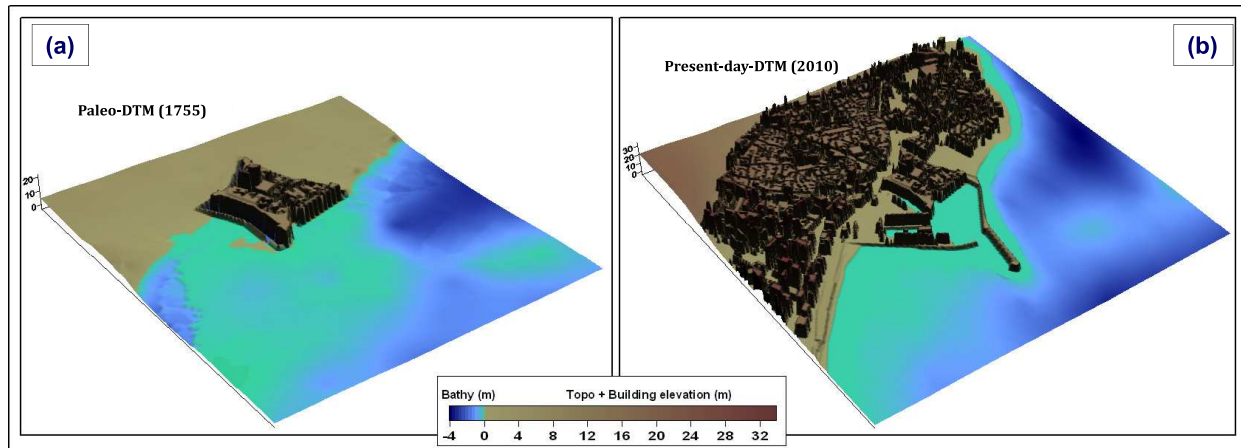 (a)
Paleo-DTM (1755)
20
10
0
(b)
Present-day-DTM (2010)
30
20
10
0
Bathy (m) Topo + Building elevation (m)
-4 0 4 8 12 16 20 24 28 32